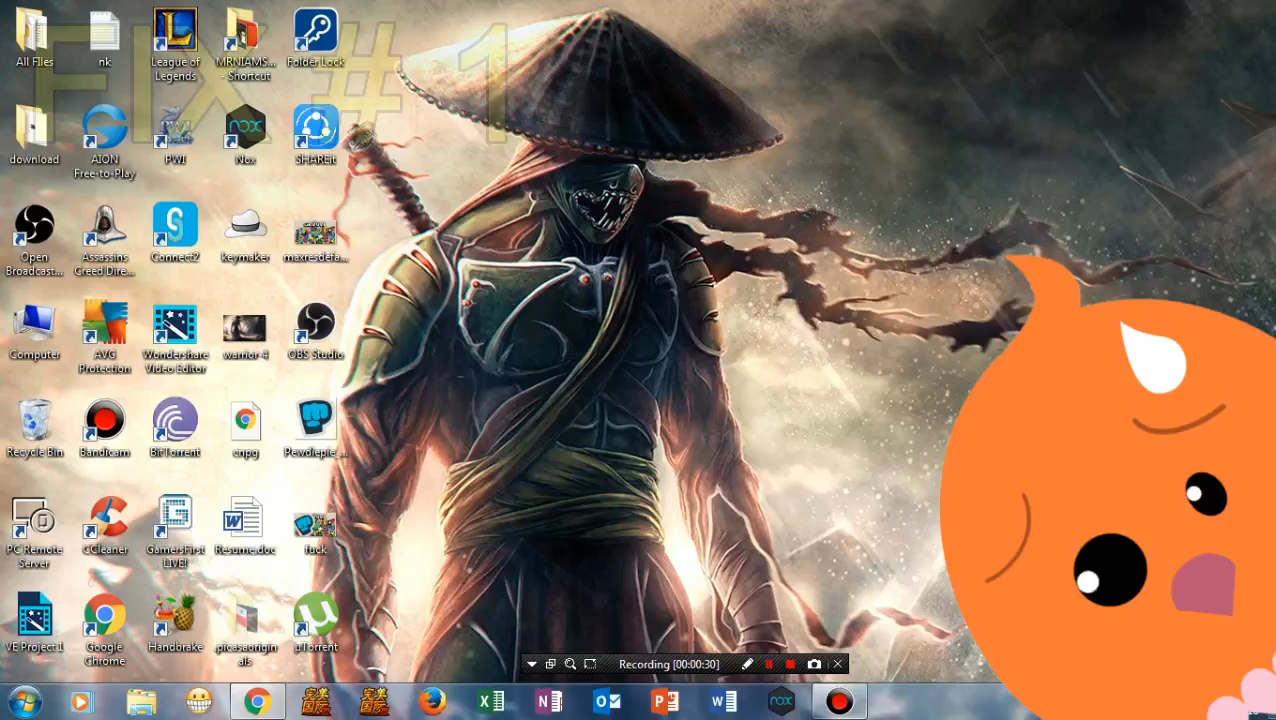 FIX # 1
All Files
nk
League of
Legends
MRNIAMS...
- Shortcut
Folder Lock
download
AION
Free-to-Play
PWI
Nox
SHAREit
Open
Broadcast...
Assassins
Creed Dire...
Connect2
keymaker
maxresdefa...
Computer
AVG
Protection
Wondershare
Video Editor
warrior-4
OBS Studio
Recycle Bin
Bandicam
BitTorrent
cnpg
Pewdiepie_...
PC Remote
Server
CCleaner
GamersFirst
LIVE!
Resume.doc
fuck
VE Project 1
Google
Chrome
Handbrake
.picasaorigin
als
µTorrent
Recording [00:00:30]
nox